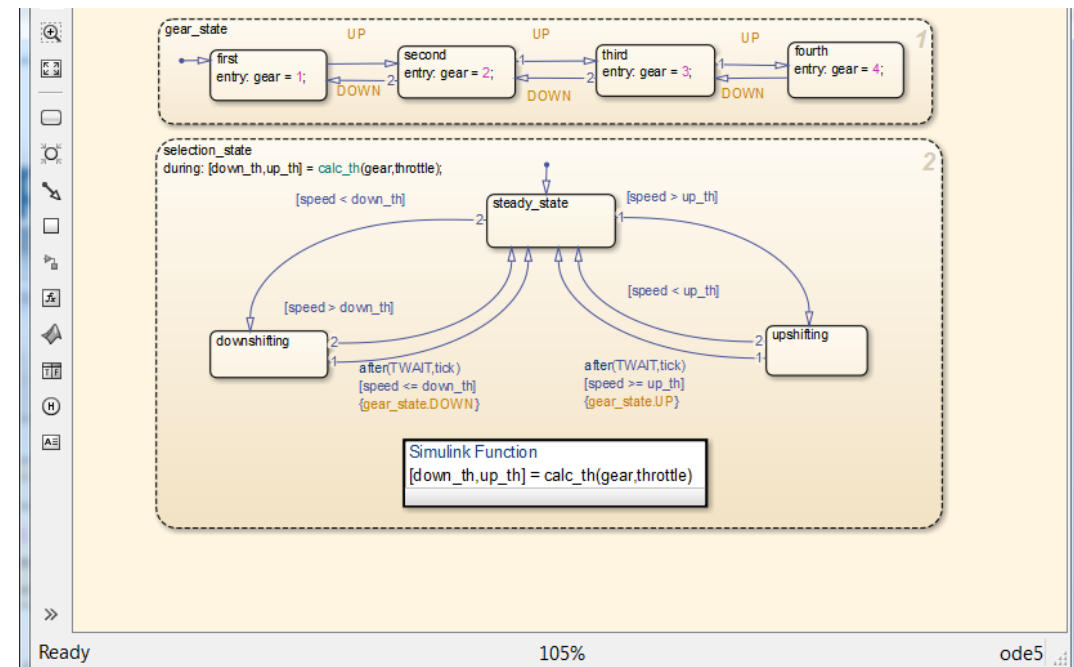 gear_state
1
UP
UP
UP
first
entry: gear = 1;
second
entry: gear = 2;
third
entry: gear = 3;
fourth
entry: gear = 4;
1
2
1
2
1
DOWN
DOWN
DOWN
selection_state
during: [down_th,up_th] = calc_th(gear,throttle);
2
[speed < down_th]
steady_state
[speed > up_th]
2
1
[speed > down_th]
[speed < up_th]
downshifting
2
1
upshifting
2
1
after(TWAIT,tick)
[speed <= down_th]
{gear_state.DOWN}
after(TWAIT,tick)
[speed >= up_th]
{gear_state.UP}
Simulink Function
[down_th,up_th] = calc_th(gear,throttle)
fx
T F
H
A
Ready
105%
ode5